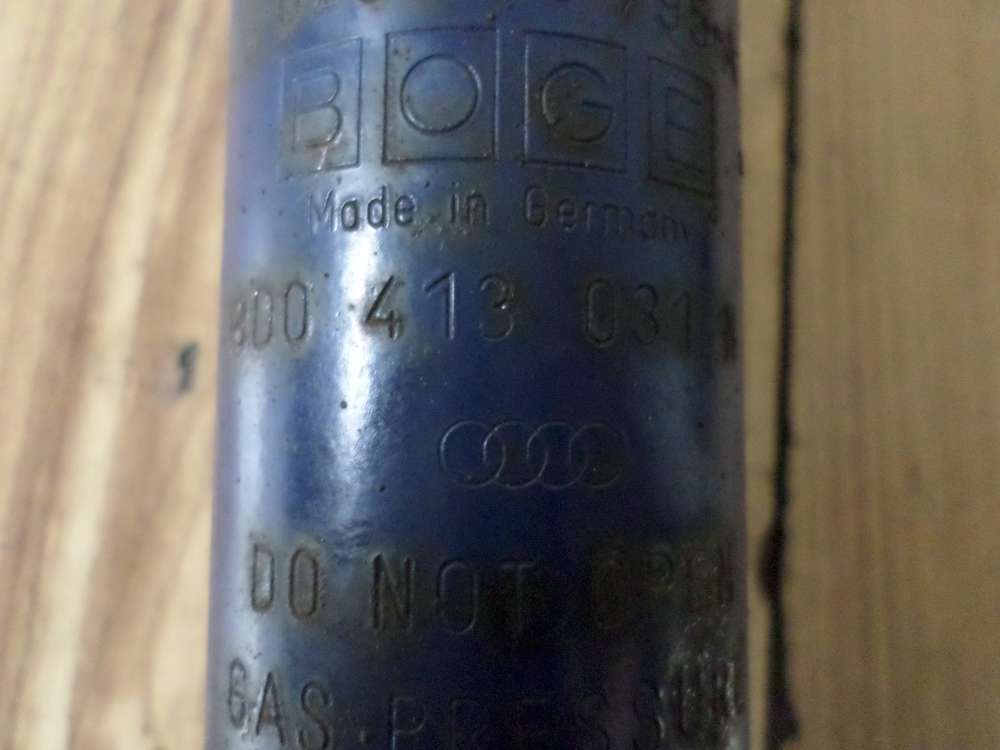 BOGE
Made in Germany
8D0 413 031
DO NOT OPEN
GAS PRESSURE